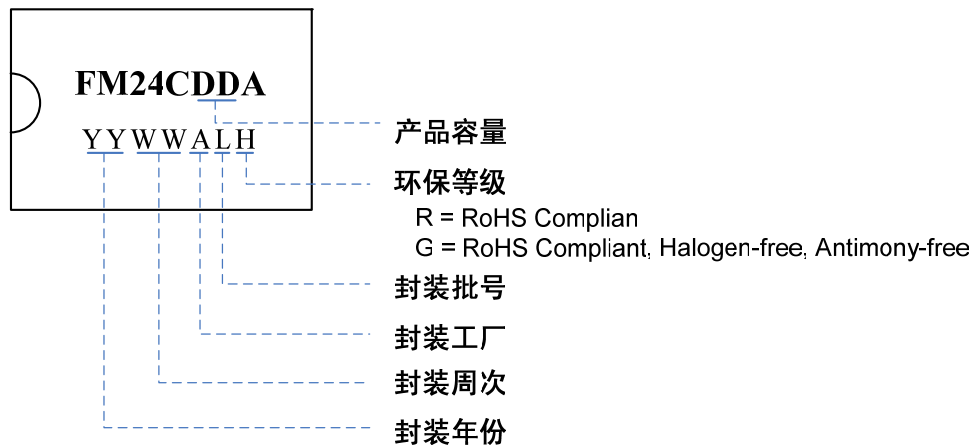 FM24CDDA
YYWWALH
产品容量
环保等级
R = RoHS Complian
G = RoHS Compliant, Halogen-free, Antimony-free
封装批号
封装工厂
封装周次
封装年份